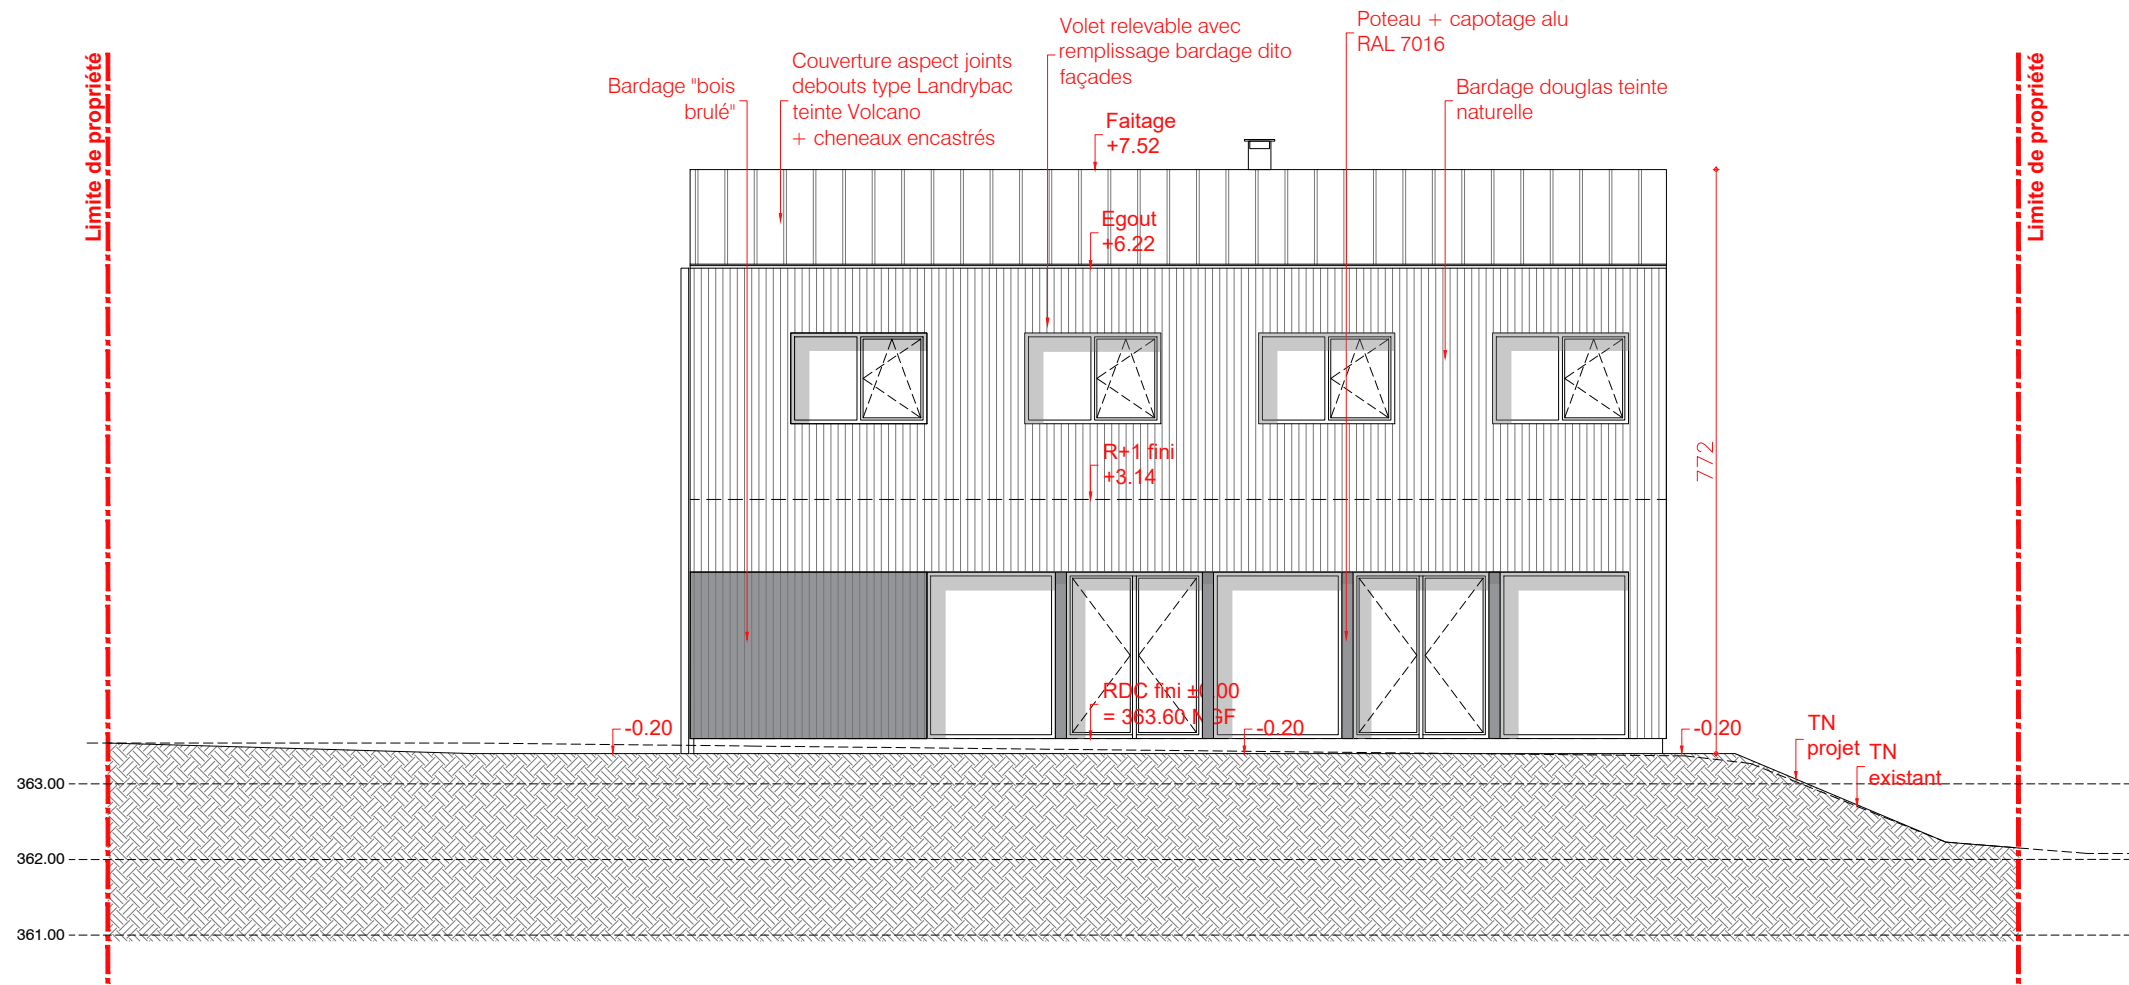 Limite de propriété
Bardage "bois
brulé"
Couverture aspect joints
debouts type Landrybac
teinte Volcano
+ cheneaux encastrés
Volet relevable avec
remplissage bardage dito
façades
Poteau + capotage alu
RAL 7016
Bardage douglas teinte
naturelle
Limite de propriété
Faitage
+7.52
Egout
+6.22
R+1 fini
+3.14
772
RDC fini ±0.00
= 363.60 NGF
-0.20
-0.20
-0.20
TN
projet
TN
existant
363.00
362.00
361.00